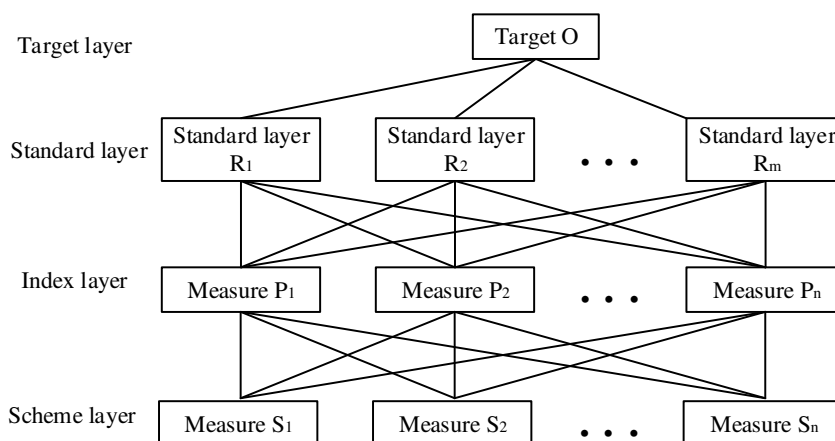 Target layer
Target O
Standard layer
Standard layer
R1
Standard layer
R2
...
Standard layer
Rm
Index layer
Measure P1
Measure P2
...
Measure Pn
Scheme layer
Measure S1
Measure S2
...
Measure Sn